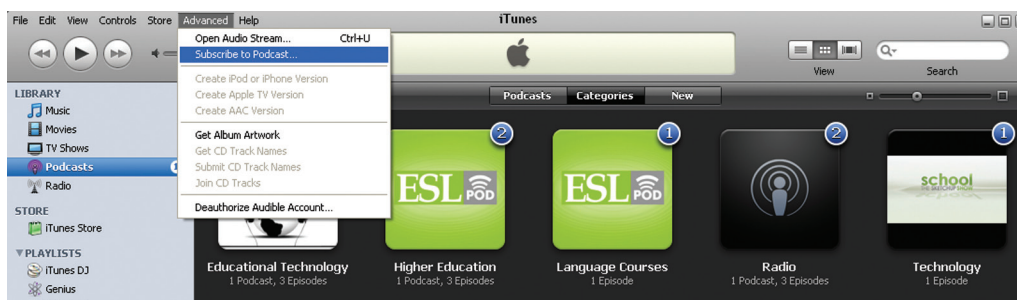 File Edit View Controls Store Advanced Help
iTunes
Open Audio Stream... Ctrl+U
Subscribe to Podcast...
Create iPod or iPhone Version
Create Apple TV Version
Create AAC Version
Get Album Artwork
Get CD Track Names
Submit CD Track Names
Join CD Tracks
Deauthorize Audible Account...
View
Search
LIBRARY
Music
Movies
TV Shows
Podcasts
Radio
STORE
iTunes Store
PLAYLISTS
iTunes DJ
Genius
Podcasts Categories New
2
1
2
1
ESL POD
ESL POD
school
Educational Technology
1 Podcast, 3 Episodes
Higher Education
1 Podcast, 3 Episodes
Language Courses
1 Episode
Radio
1 Podcast, 3 Episodes
Technology
1 Episode